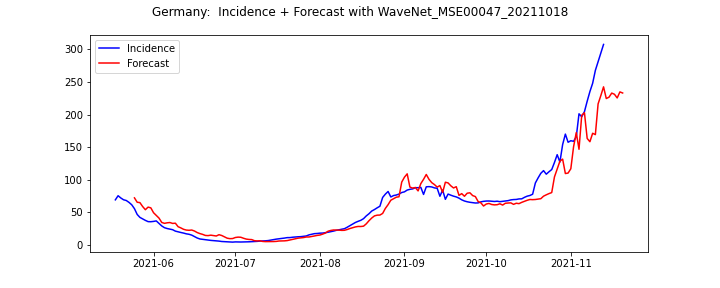 Germany:  Incidence + Forecast with WaveNet_MSE00047_20211018
Incidence
Forecast
300
250
200
150
100
50
0
2021-06 2021-07 2021-08 2021-09 2021-10 2021-11